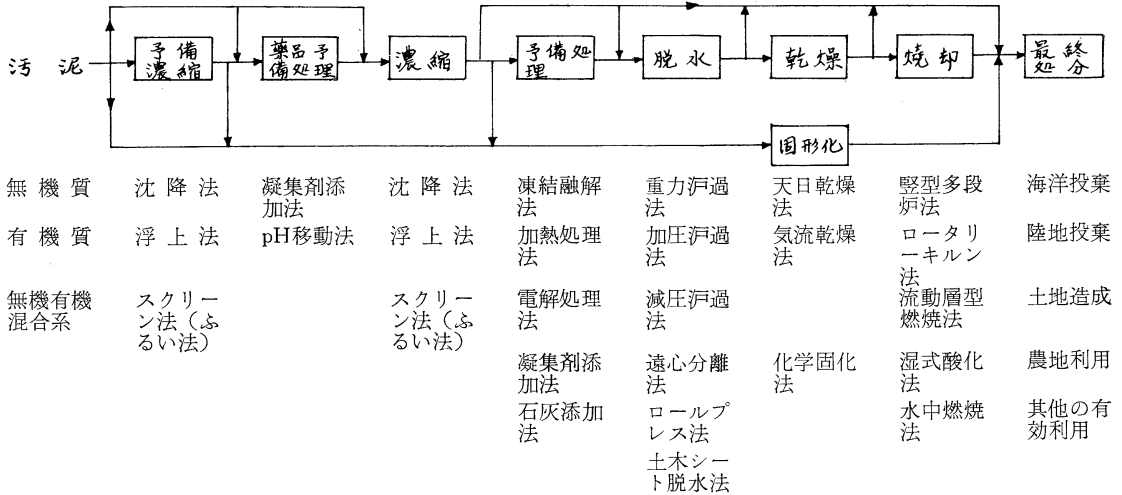 汚泥
予備
濃縮
薬品予
備処理
濃縮
予備処
理
脱水
乾燥
焼却
最終
処分
固形化
無機質
有機質
無機有機
混合系
沈降法
浮上法
スクリー
ン法(ふ
るい法)
凝集剤添
加法
pH移動法
沈降法
浮上法
スクリー
ン法(ふ
るい法)
凍結融解
法
加熱処理
法
電解処理
法
凝集剤添
加法
石灰添加
法
重力沪過
法
加圧沪過
法
減圧沪過
法
遠心分離
法
ロールプ
レス法
土木シー
ト脱水法
天日乾燥
法
気流乾燥
法
化学固化
法
竪型多段
炉法
ロータリ
ーキルン
法
流動層型
燃焼法
湿式酸化
法
水中燃焼
法
海洋投棄
陸地投棄
土地造成
農地利用
其他の有
効利用